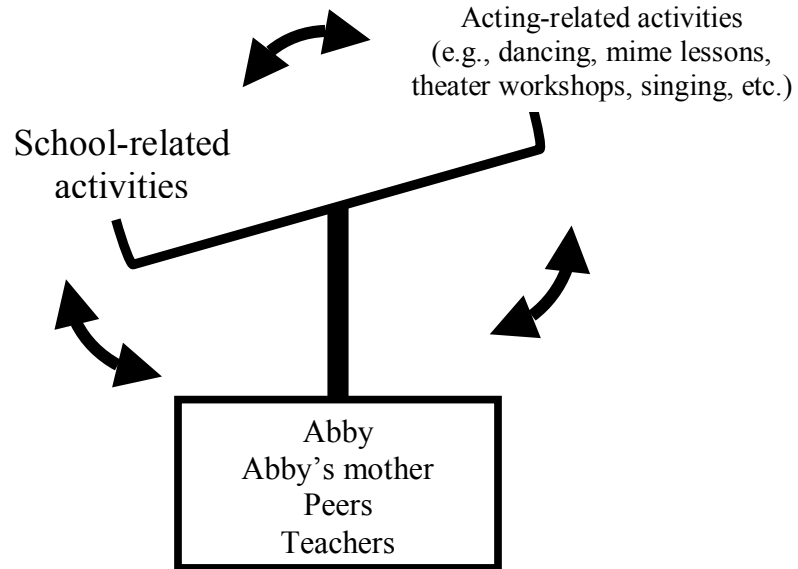 Acting-related activities
(e.g., dancing, mime lessons,
theater workshops, singing, etc.)
School-related
activities
Abby
Abby’s mother
Peers
Teachers